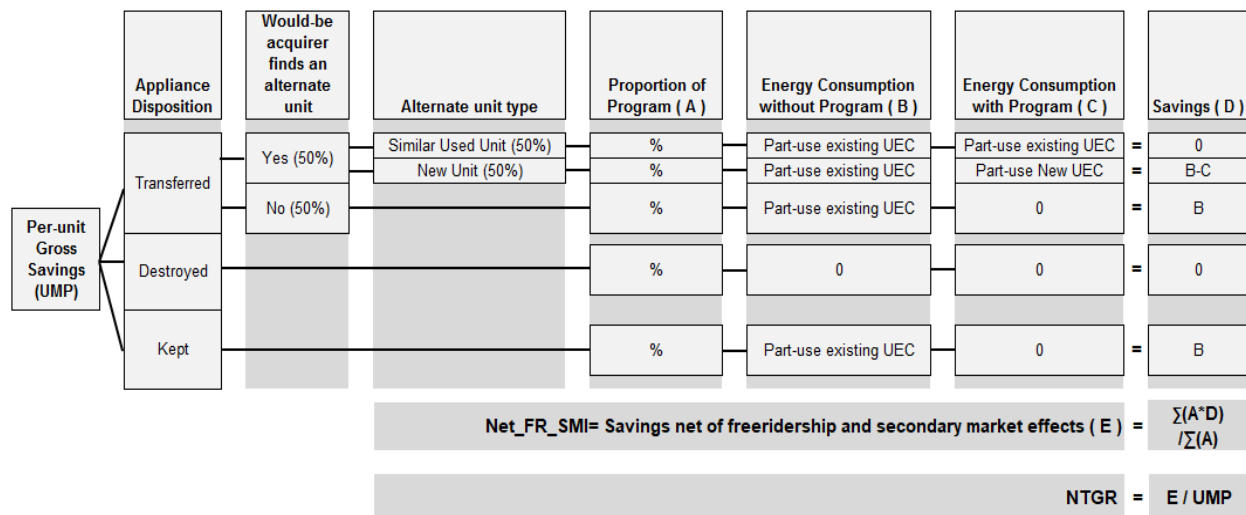 Would-be
acquirer
finds an
alternate
unit
Appliance
Disposition
Alternate unit type
Proportion of
Program ( A )
Energy Consumption
without Program ( B )
Energy Consumption
with Program ( C )
Savings ( D )
Per-unit
Gross
Savings
(UMP)
Transferred
Yes (50%)
Similar Used Unit (50%)
%
Part-use existing UEC
Part-use existing UEC
=
0
New Unit (50%)
%
Part-use existing UEC
Part-use New UEC
=
B-C
No (50%)
%
Part-use existing UEC
0
=
B
Destroyed
%
0
0
=
0
Kept
%
Part-use existing UEC
0
=
B
Net_FR_SMI= Savings net of freeridership and secondary market effects ( E )
=
∑(A*D)
/∑(A)
NTGR
=
E / UMP